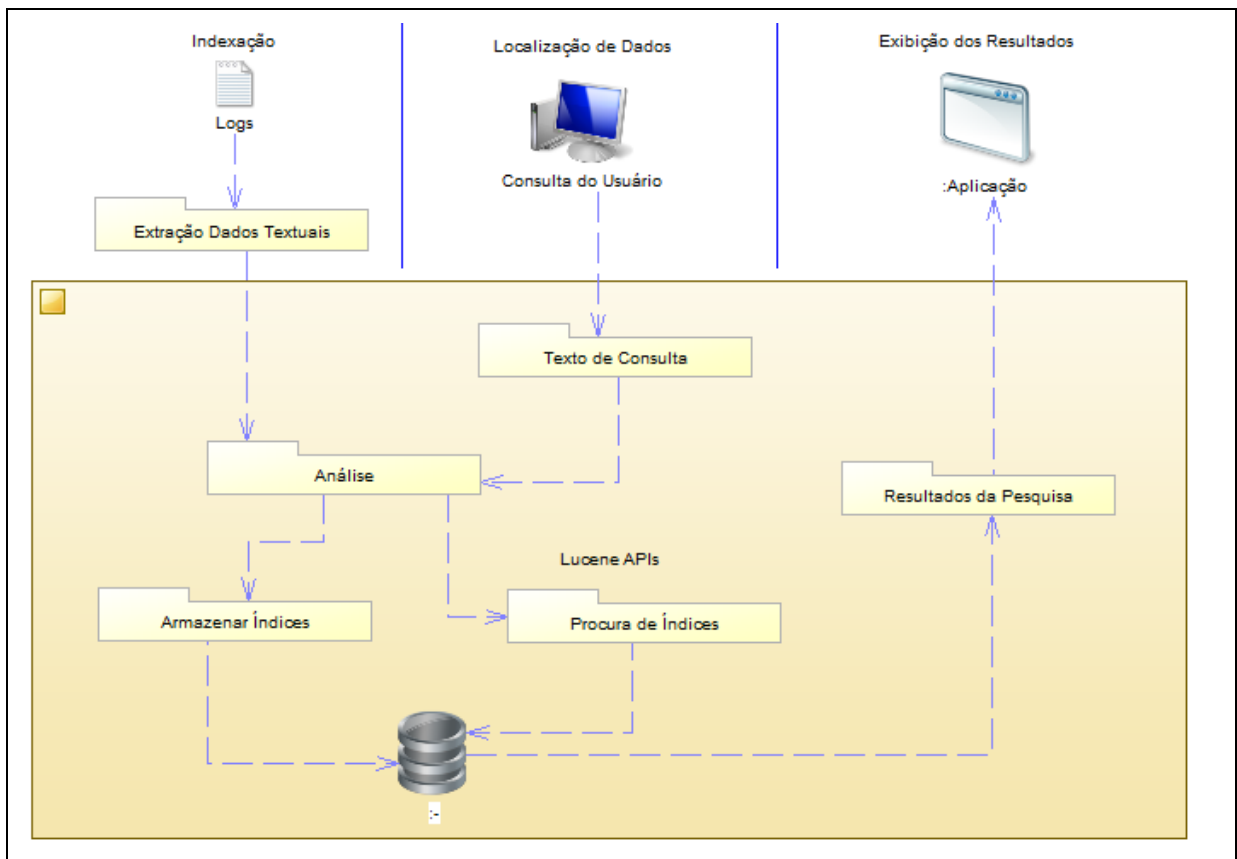 Indexação
Localização de Dados
Exibição dos Resultados
Logs
Consulta do Usuário
:Aplicação
Extração Dados Textuais
Texto de Consulta
Análise
Resultados da Pesquisa
Lucene APIs
Armazenar Índices
Procura de Índices
:-